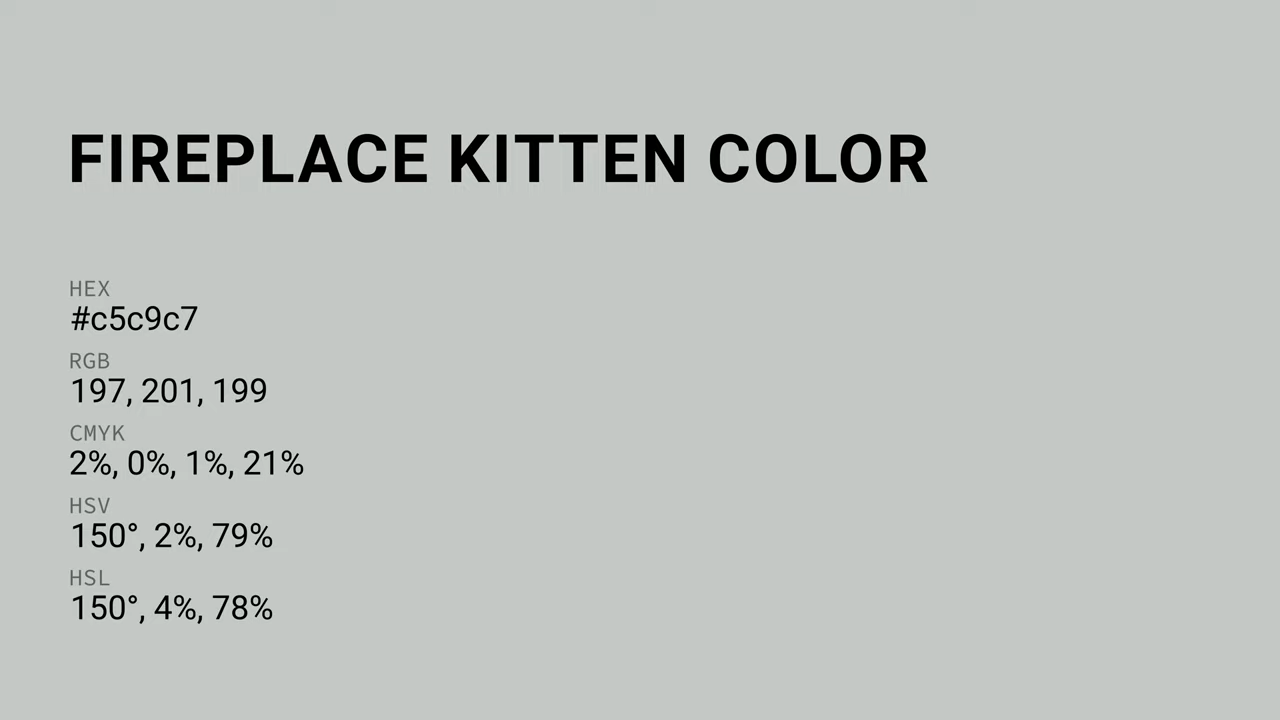 FIREPLACE KITTEN COLOR
HEX
#c5c9c7
RGB
197, 201, 199
CMYK
2%, 0%, 1%, 21%
HSV
150°, 2%, 79%
HSL
150°, 4%, 78%